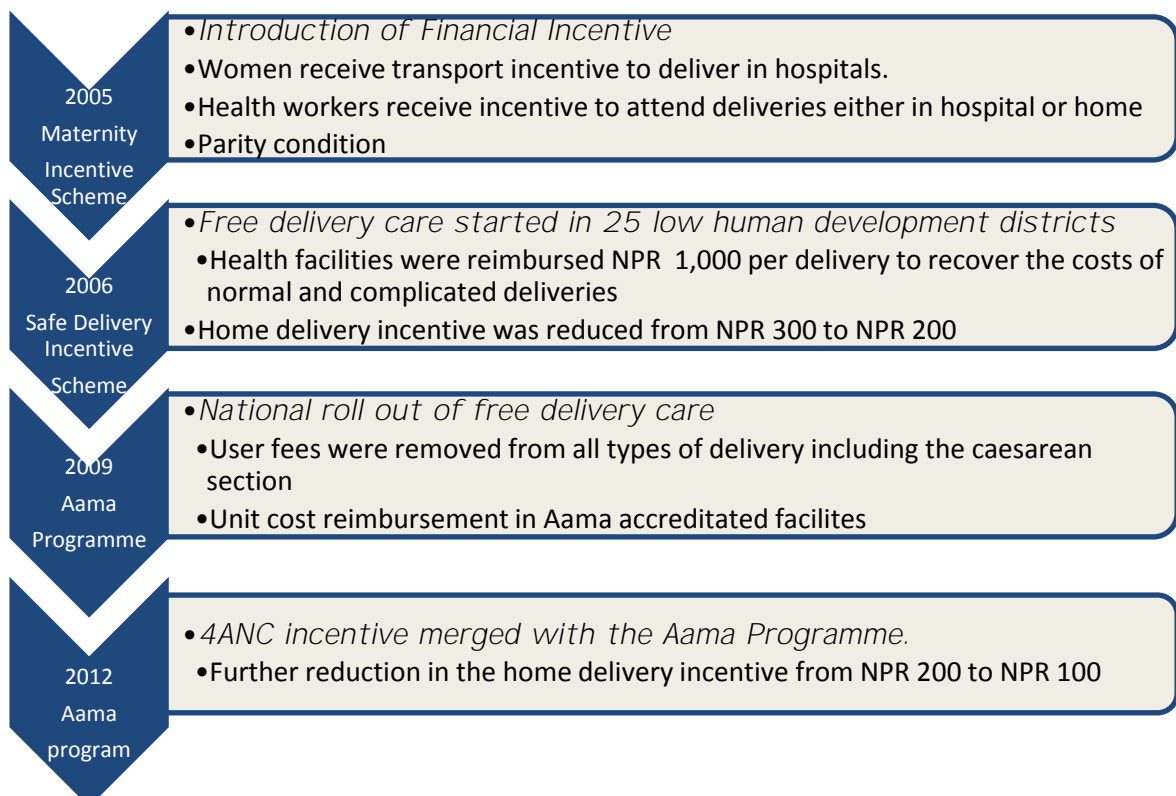 2005
Maternity
Incentive
Scheme
•Introduction of Financial Incentive
•Women receive transport incentive to deliver in hospitals.
•Health workers receive incentive to attend deliveries either in hospital or home
•Parity condition
2006
Safe Delivery
Incentive
Scheme
•Free delivery care started in 25 low human development districts
•Health facilities were reimbursed NPR 1,000 per delivery to recover the costs of
normal and complicated deliveries
•Home delivery incentive was reduced from NPR 300 to NPR 200
2009
Aama
Programme
•National roll out of free delivery care
•User fees were removed from all types of delivery including the caesarean
section
•Unit cost reimbursement in Aama accreditated facilites
2012
Aama
program
•4ANC incentive merged with the Aama Programme.
•Further reduction in the home delivery incentive from NPR 200 to NPR 100